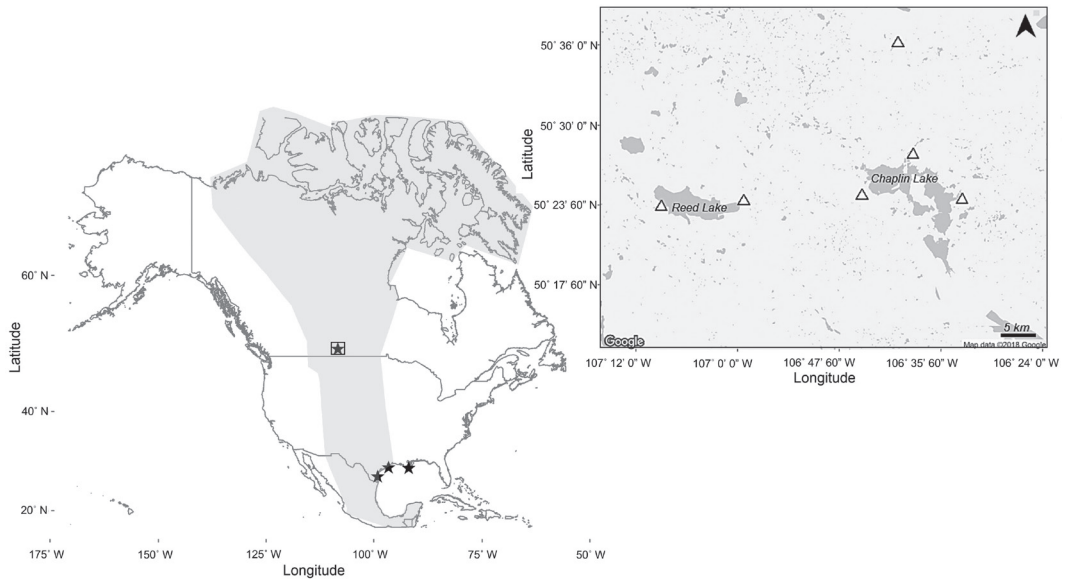 50° 36' 0" N
50° 30' 0" N
50° 23' 60" N
50° 17' 60" N
Latitude
Chaplin Lake
Reed Lake
Google
5 km
Map data ©2018 Google
107° 12' 0" W
107° 0' 0" W
106° 47' 60" W
106° 35' 60" W
106° 24' 0" W
Longitude
60° N
40° N
20° N
Latitude
175° W
150° W
125° W
100° W
75° W
50° W
Longitude